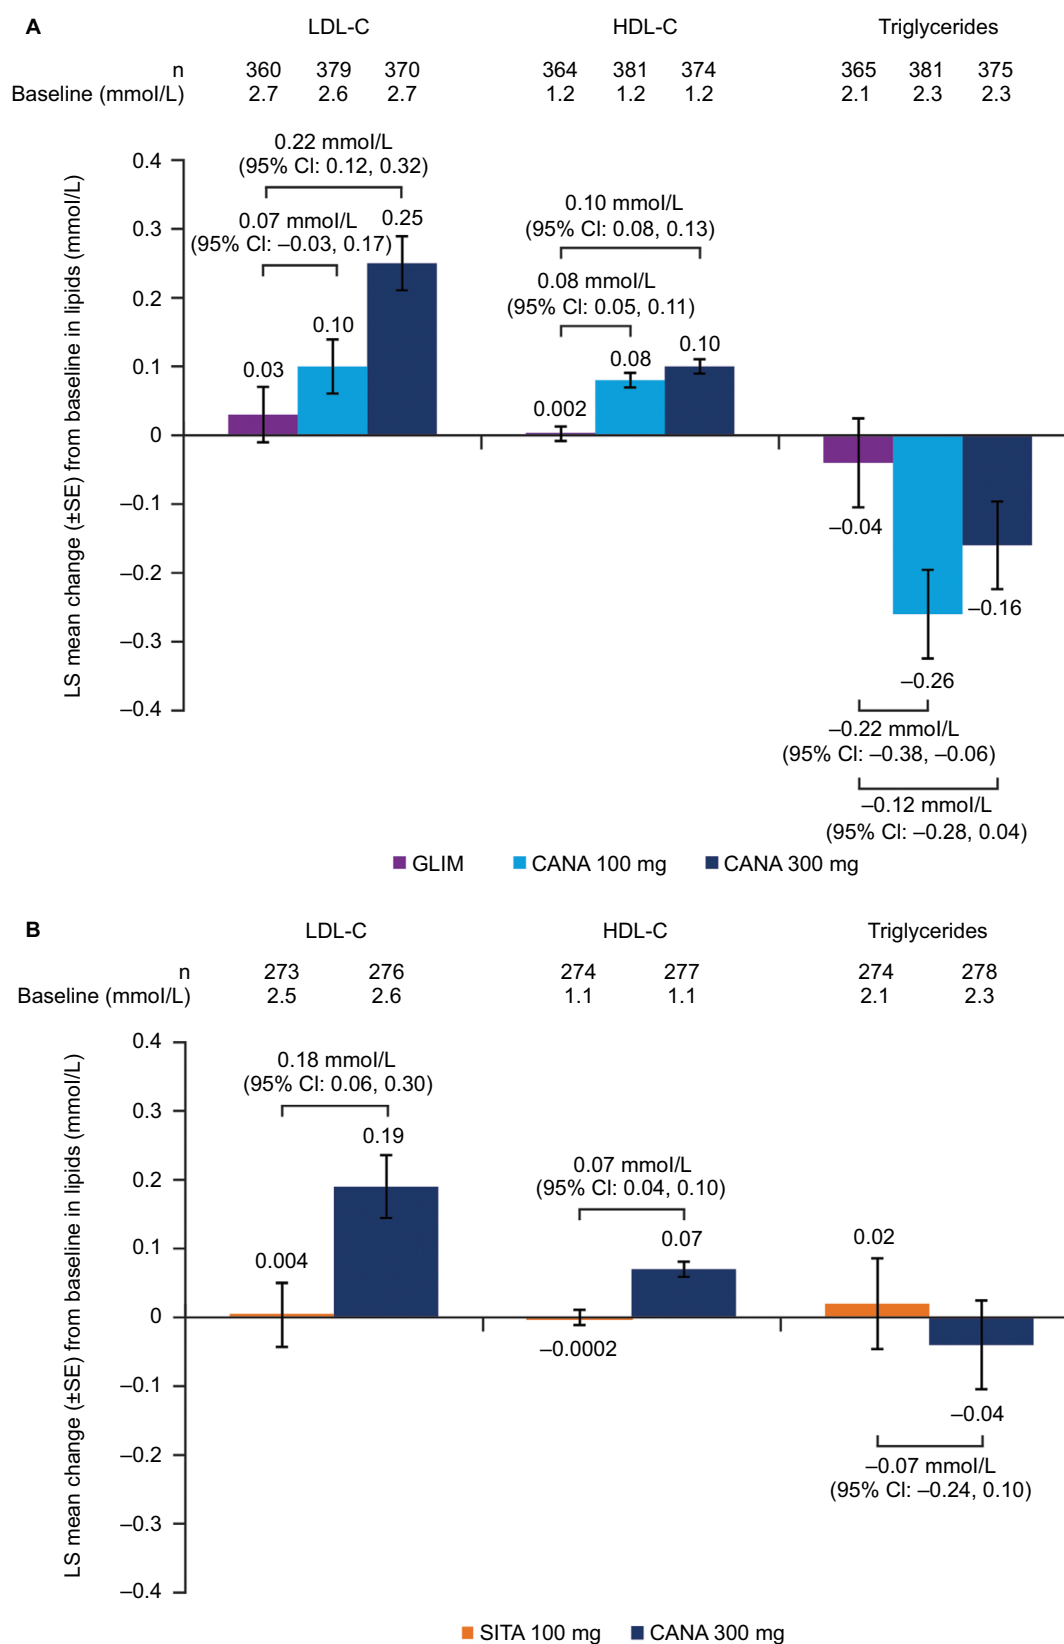 A
LDL-C HDL-C Triglycerides
n 360 379 370 364 381 374 365 381 375
Baseline (mmol/L) 2.7 2.6 2.7 1.2 1.2 1.2 2.1 2.3 2.3
LS mean change (±SE) from baseline in lipids (mmol/L)
0.4
0.3
0.2
0.1
0
–0.1
–0.2
–0.3
–0.4
0.22 mmol/L
(95% CI: 0.12, 0.32)
0.07 mmol/L
(95% CI: –0.03, 0.17)
0.03
0.10
0.25
0.10 mmol/L
(95% CI: 0.08, 0.13)
0.08 mmol/L
(95% CI: 0.05, 0.11)
0.002
0.08
0.10
–0.04
–0.26
–0.16
–0.22 mmol/L
(95% CI: –0.38, –0.06)
–0.12 mmol/L
(95% CI: –0.28, 0.04)
GLIM CANA 100 mg CANA 300 mg
B
LDL-C HDL-C Triglycerides
n 273 276 274 277 274 278
Baseline (mmol/L) 2.5 2.6 1.1 1.1 2.1 2.3
LS mean change (±SE) from baseline in lipids (mmol/L)
0.4
0.3
0.2
0.1
0
–0.1
–0.2
–0.3
–0.4
0.18 mmol/L
(95% CI: 0.06, 0.30)
0.004
0.19
0.07 mmol/L
(95% CI: 0.04, 0.10)
–0.0002
0.07
0.02
–0.04
–0.07 mmol/L
(95% CI: –0.24, 0.10)
SITA 100 mg CANA 300 mg